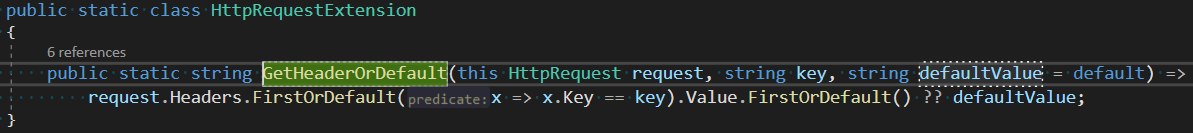 public static class HttpRequestExtension
{
6 references
public static string GetHeaderOrDefault(this HttpRequest request, string key, string defaultValue = default) =>
request.Headers.FirstOrDefault(predicate:x => x.Key == key).Value.FirstOrDefault() ?? defaultValue;
}